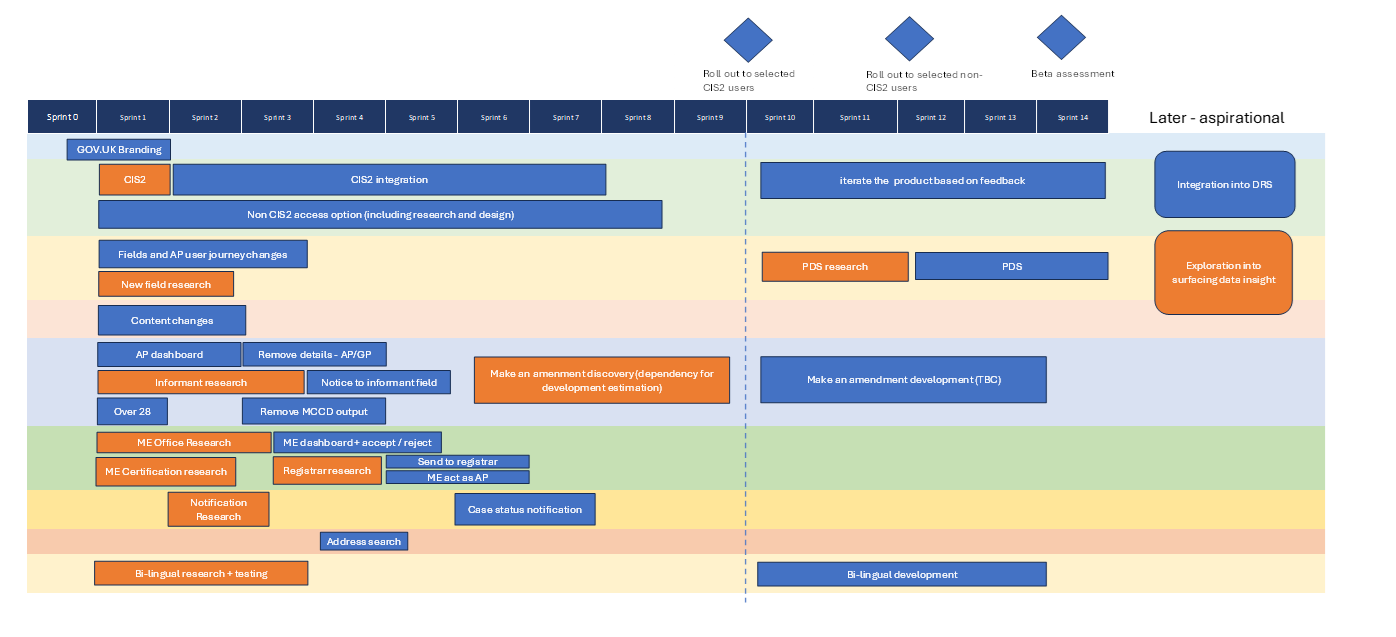 Roll out to selected
CIS2 users
Roll out to selected non-
CIS2 users
Beta assessment
Sprint 0
Sprint 1
Sprint 2
Sprint 3
Sprint 4
Sprint 5
Sprint 6
Sprint 7
Sprint 8
Sprint 9
Sprint 10
Sprint 11
Sprint 12
Sprint 13
Sprint 14
Later - aspirational
GOV.UK Branding
CIS2
CIS2 integration
iterate the product based on feedback
Integration into DRS
Non CIS2 access option (including research and design)
Fields and AP user journey changes
New field research
PDS research
PDS
Exploration into
surfacing data insight
Content changes
AP dashboard
Remove details - AP/GP
Informant research
Notice to informant field
Make an amenment discovery (dependency for
development estimation)
Make an amendment development (TBC)
Over 28
Remove MCCD output
ME Office Research
ME dashboard + accept / reject
ME Certification research
Registrar research
Send to registrar
ME act as AP
Notification
Research
Case status notification
Address search
Bi-lingual research + testing
Bi-lingual development